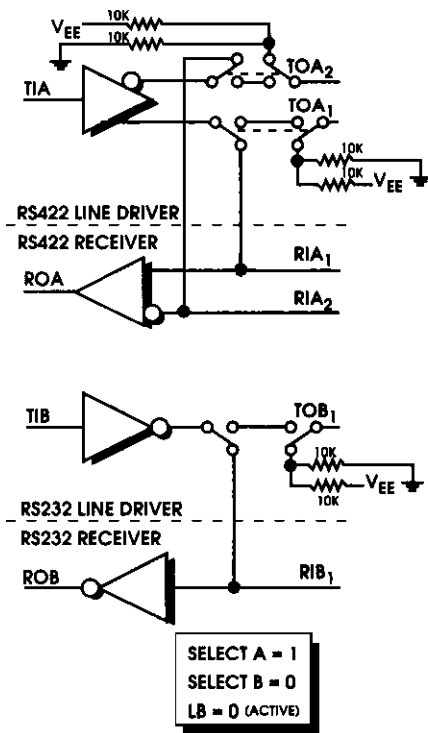 10K
V_EE
10K
TOA₂
TIA
TOA₁
10K
10K
V_EE
RS422 LINE DRIVER
RS422 RECEIVER
RIA₁
ROA
RIA₂
TIB
TOB₁
10K
V_EE
10K
RS232 LINE DRIVER
RS232 RECEIVER
ROB
RIB₁
SELECT A = 1
SELECT B = 0
LB = 0 (ACTIVE)